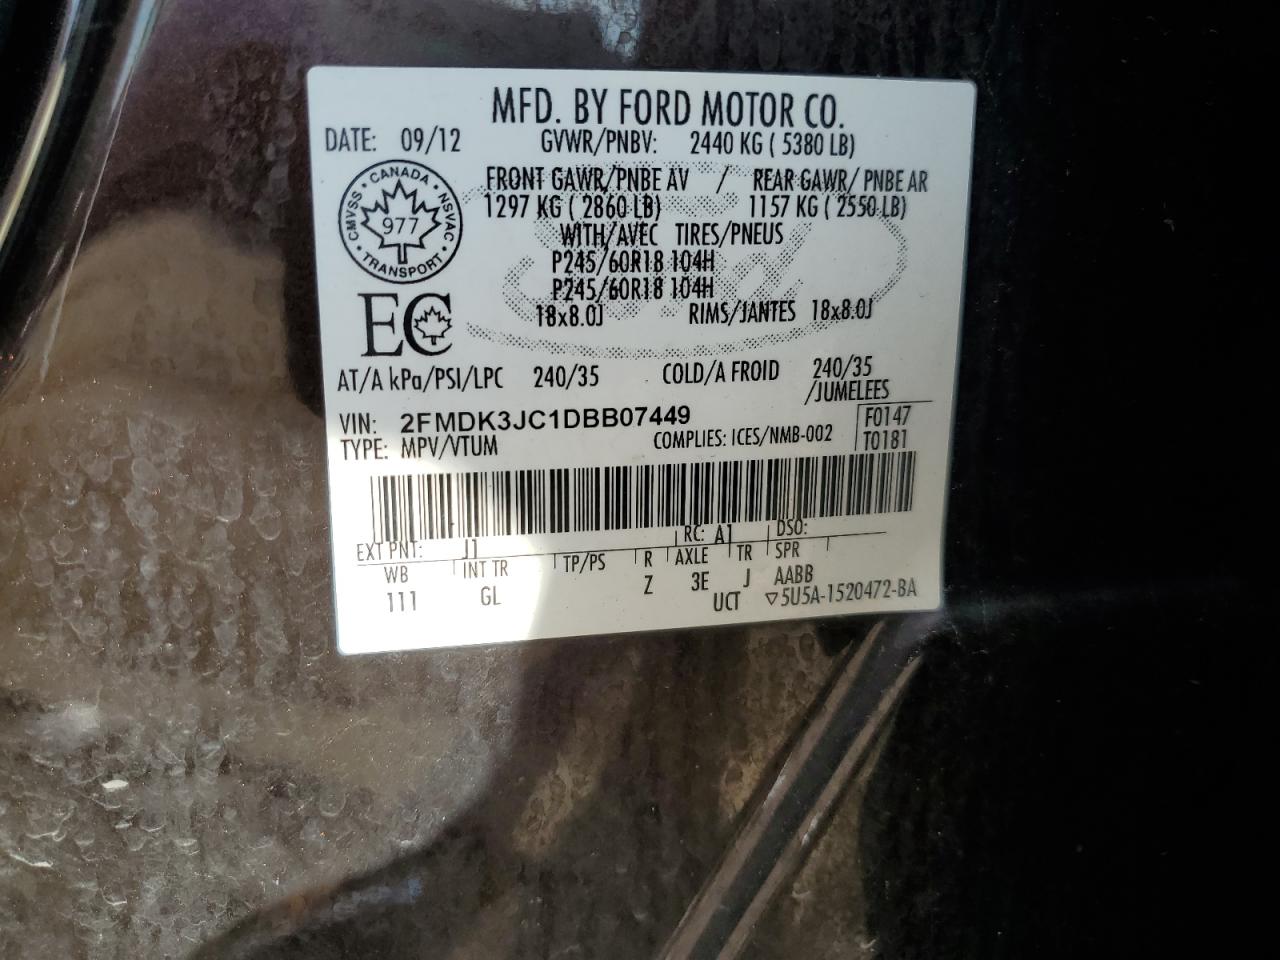 MFD. BY FORD MOTOR CO.
DATE: 09/12 GVWR/PNBV: 2440 KG ( 5380 LB)
FRONT GAWR/PNBE AV / REAR GAWR/ PNBE AR
1297 KG ( 2860 LB) 1157 KG ( 2550 LB)
WITH/AVEC TIRES/PNEUS
P245/60R18 104H
P245/60R18 104H
18x8.0J RIMS/JANTES 18x8.0J
CMVSS · CANADA · NSVAC · TRANSPORT ·
977
EC
AT/A kPa/PSI/LPC 240/35 COLD/A FROID 240/35
/JUMELEES
VIN: 2FMDK3JC1DBB07449 F0147
TYPE: MPV/VTUM COMPLIES: ICES/NMB-002 T0181
EXT PNT: J1 RC: A1 DSO:
WB INT TR TP/PS R AXLE TR SPR
111 GL Z 3E J AABB
UCT ▽5U5A-1520472-BA